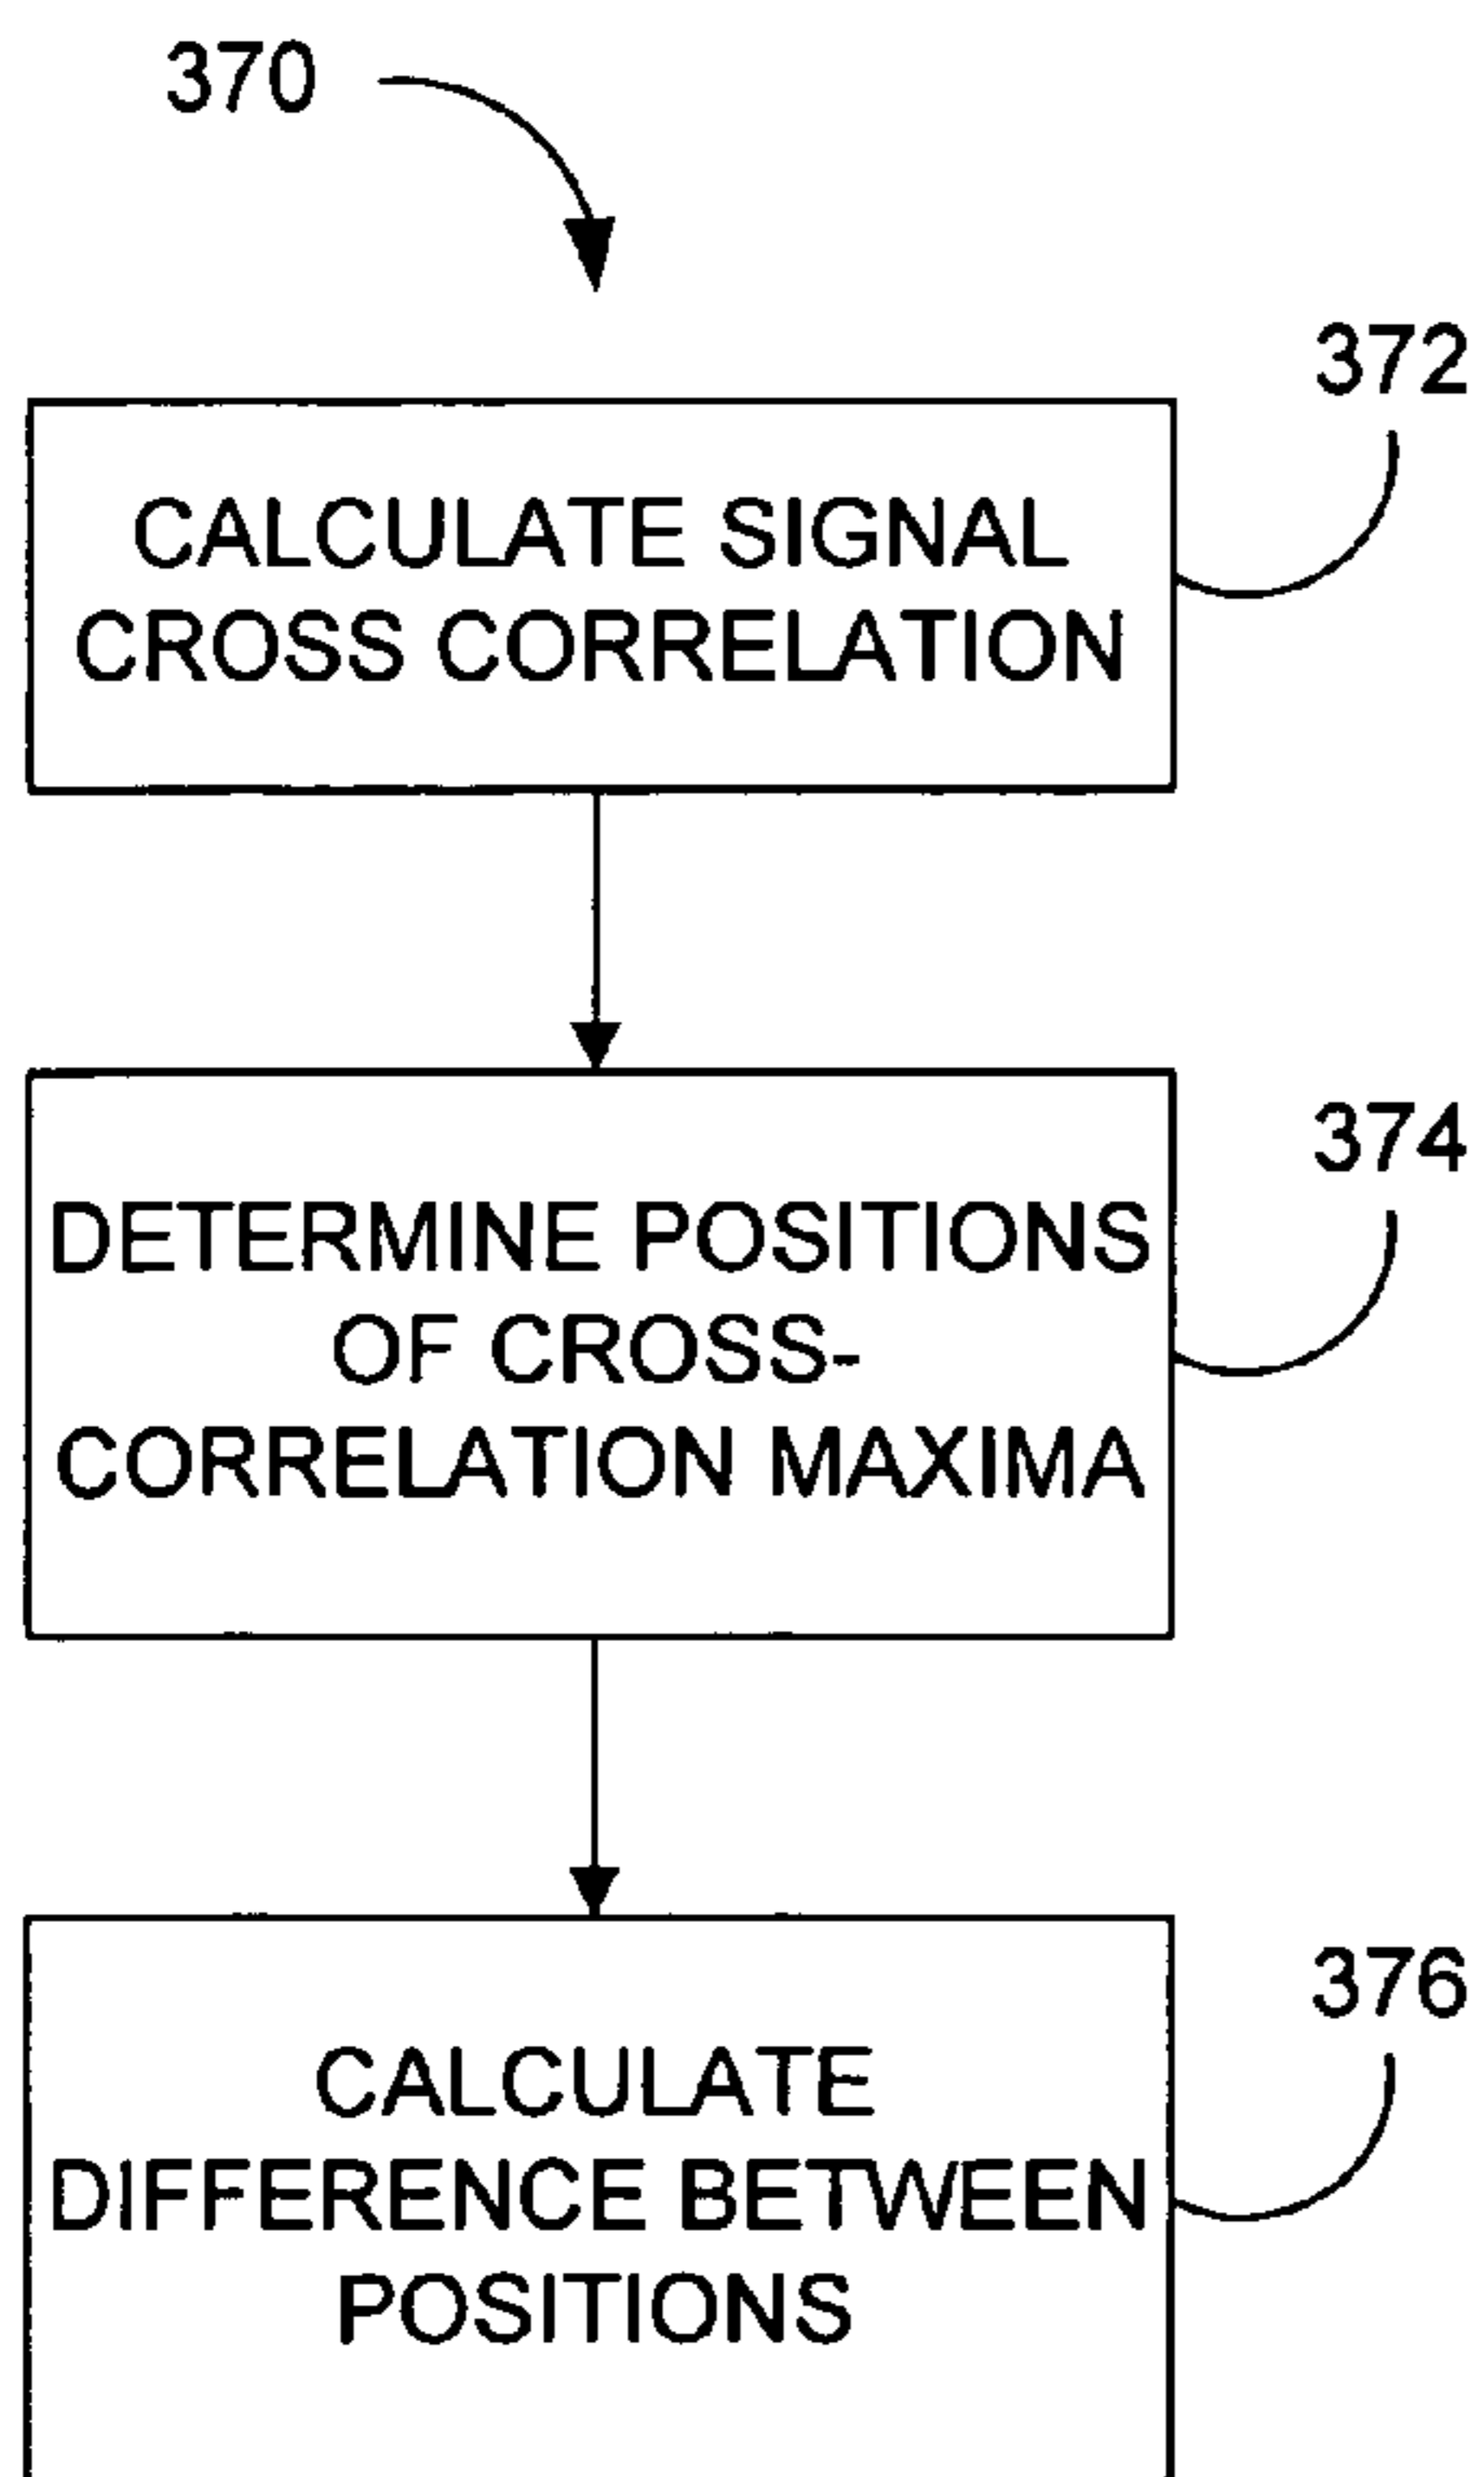 370
372
CALCULATE SIGNAL
CROSS CORRELATION
374
DETERMINE POSITIONS
OF CROSS-
CORRELATION MAXIMA
376
CALCULATE
DIFFERENCE BETWEEN
POSITIONS